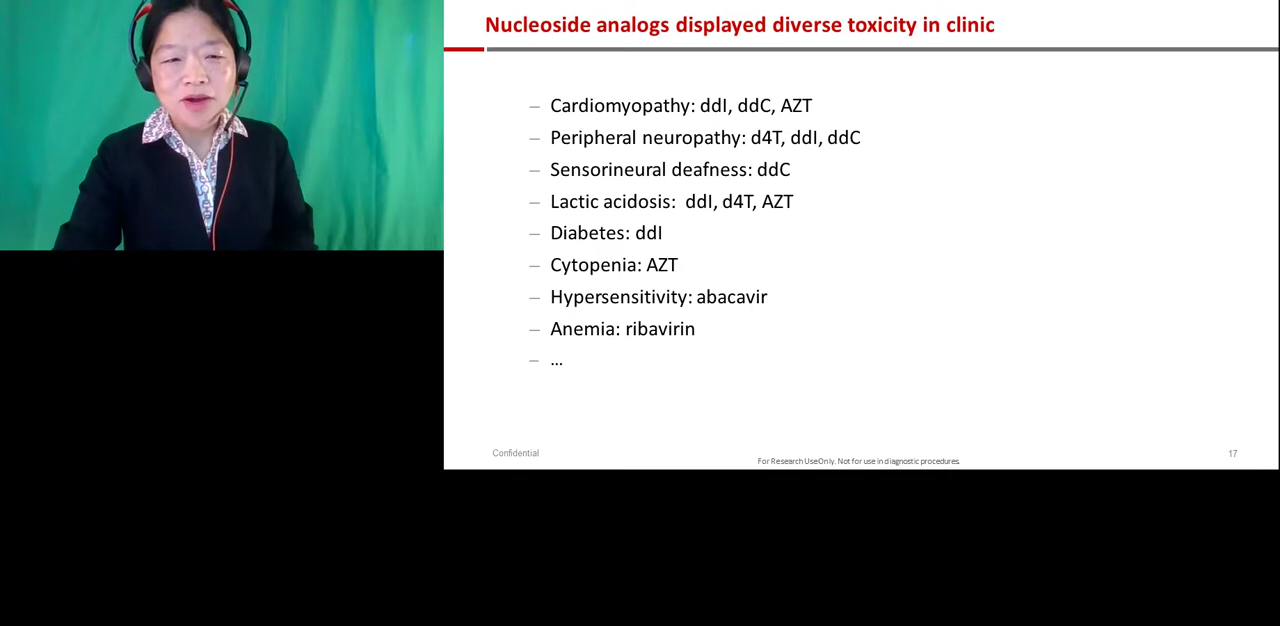 Nucleoside analogs displayed diverse toxicity in clinic
– Cardiomyopathy: ddI, ddC, AZT
– Peripheral neuropathy: d4T, ddI, ddC
– Sensorineural deafness: ddC
– Lactic acidosis:  ddI, d4T, AZT
– Diabetes: ddI
– Cytopenia: AZT
– Hypersensitivity: abacavir
– Anemia: ribavirin
– ...
Confidential
For Research UseOnly. Not for use in diagnostic procedures.
17